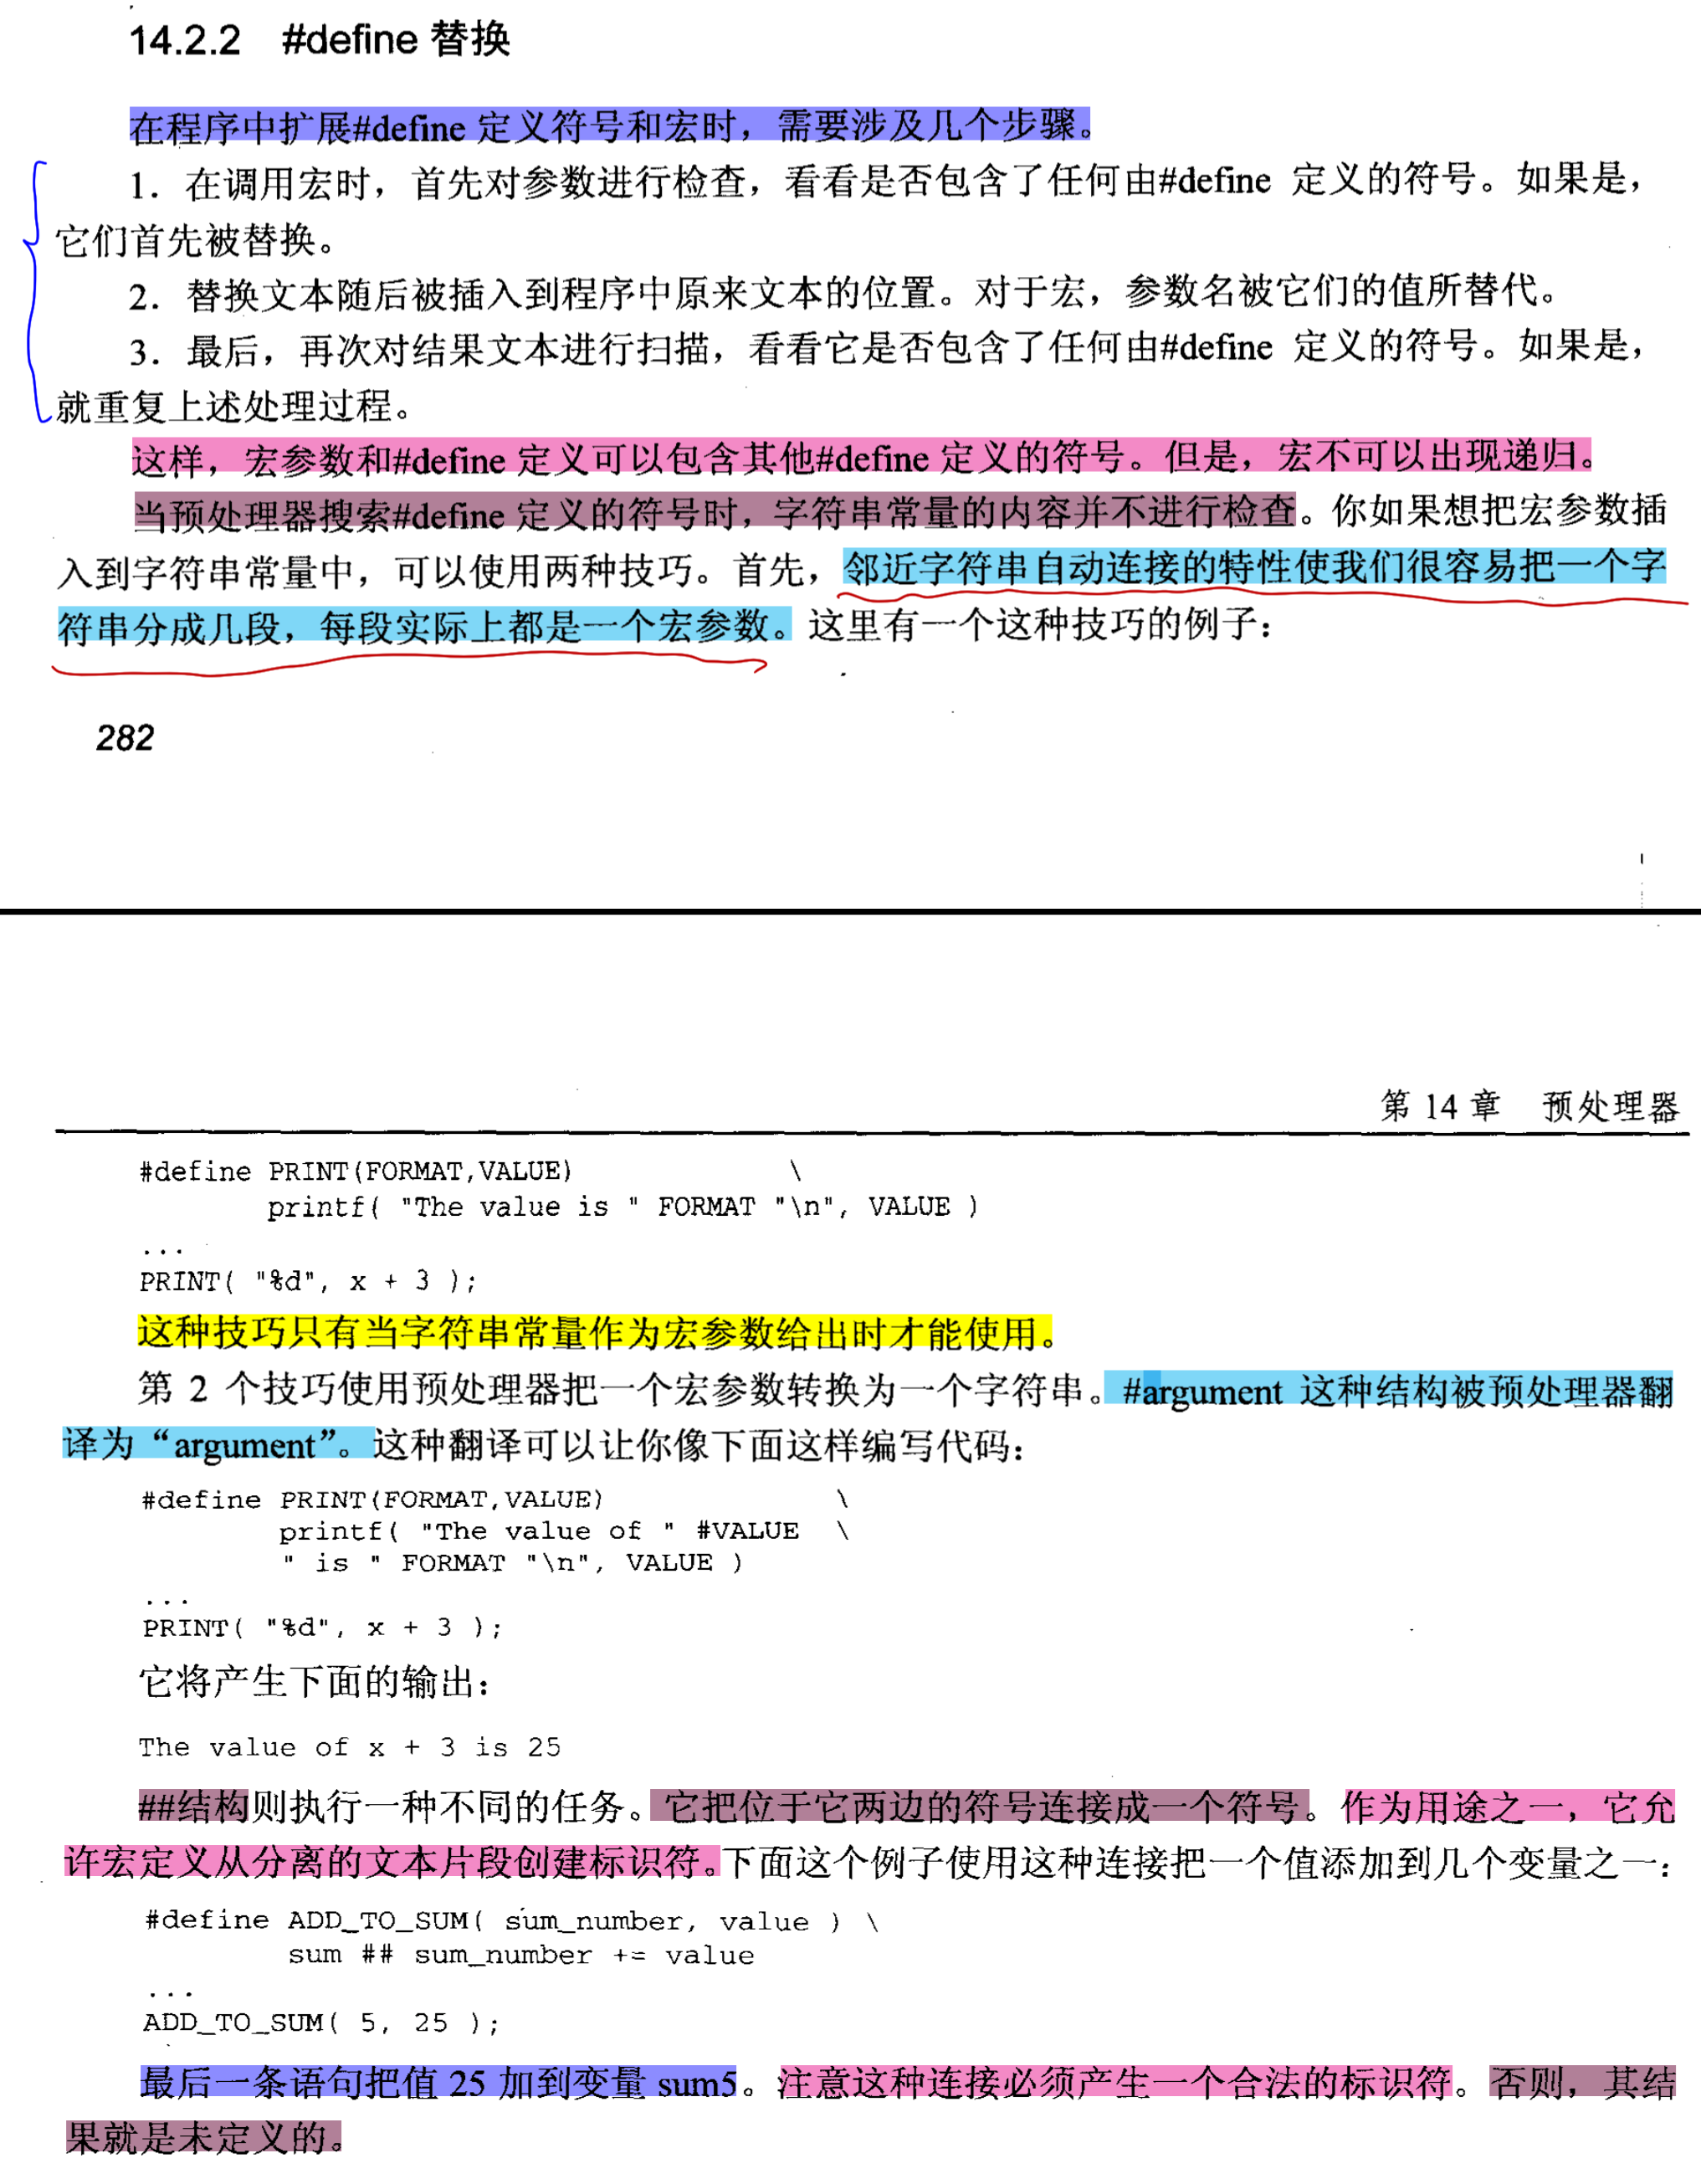 14.2.2 #define 替换
在程序中扩展#define 定义符号和宏时，需要涉及几个步骤。
1．在调用宏时，首先对参数进行检查，看看是否包含了任何由#define 定义的符号。如果是，
它们首先被替换。
2．替换文本随后被插入到程序中原来文本的位置。对于宏，参数名被它们的值所替代。
3．最后，再次对结果文本进行扫描，看看它是否包含了任何由#define 定义的符号。如果是，
就重复上述处理过程。
这样，宏参数和#define 定义可以包含其他#define 定义的符号。但是，宏不可以出现递归。
当预处理器搜索#define 定义的符号时，字符串常量的内容并不进行检查。你如果想把宏参数插
入到字符串常量中，可以使用两种技巧。首先，邻近字符串自动连接的特性使我们很容易把一个字
符串分成几段，每段实际上都是一个宏参数。这里有一个这种技巧的例子：
282
第 14 章 预处理器
#define PRINT(FORMAT,VALUE) \
printf( "The value is " FORMAT "\n", VALUE )
...
PRINT( "%d", x + 3 );
这种技巧只有当字符串常量作为宏参数给出时才能使用。
第 2 个技巧使用预处理器把一个宏参数转换为一个字符串。#argument 这种结构被预处理器翻
译为“argument”。这种翻译可以让你像下面这样编写代码：
#define PRINT(FORMAT,VALUE) \
printf( "The value of " #VALUE \
" is " FORMAT "\n", VALUE )
...
PRINT( "%d", x + 3 );
它将产生下面的输出：
The value of x + 3 is 25
##结构则执行一种不同的任务。它把位于它两边的符号连接成一个符号。作为用途之一，它允
许宏定义从分离的文本片段创建标识符。下面这个例子使用这种连接把一个值添加到几个变量之一：
#define ADD_TO_SUM( sum_number, value ) \
sum ## sum_number += value
...
ADD_TO_SUM( 5, 25 );
最后一条语句把值 25 加到变量 sum5。注意这种连接必须产生一个合法的标识符。否则，其结
果就是未定义的。